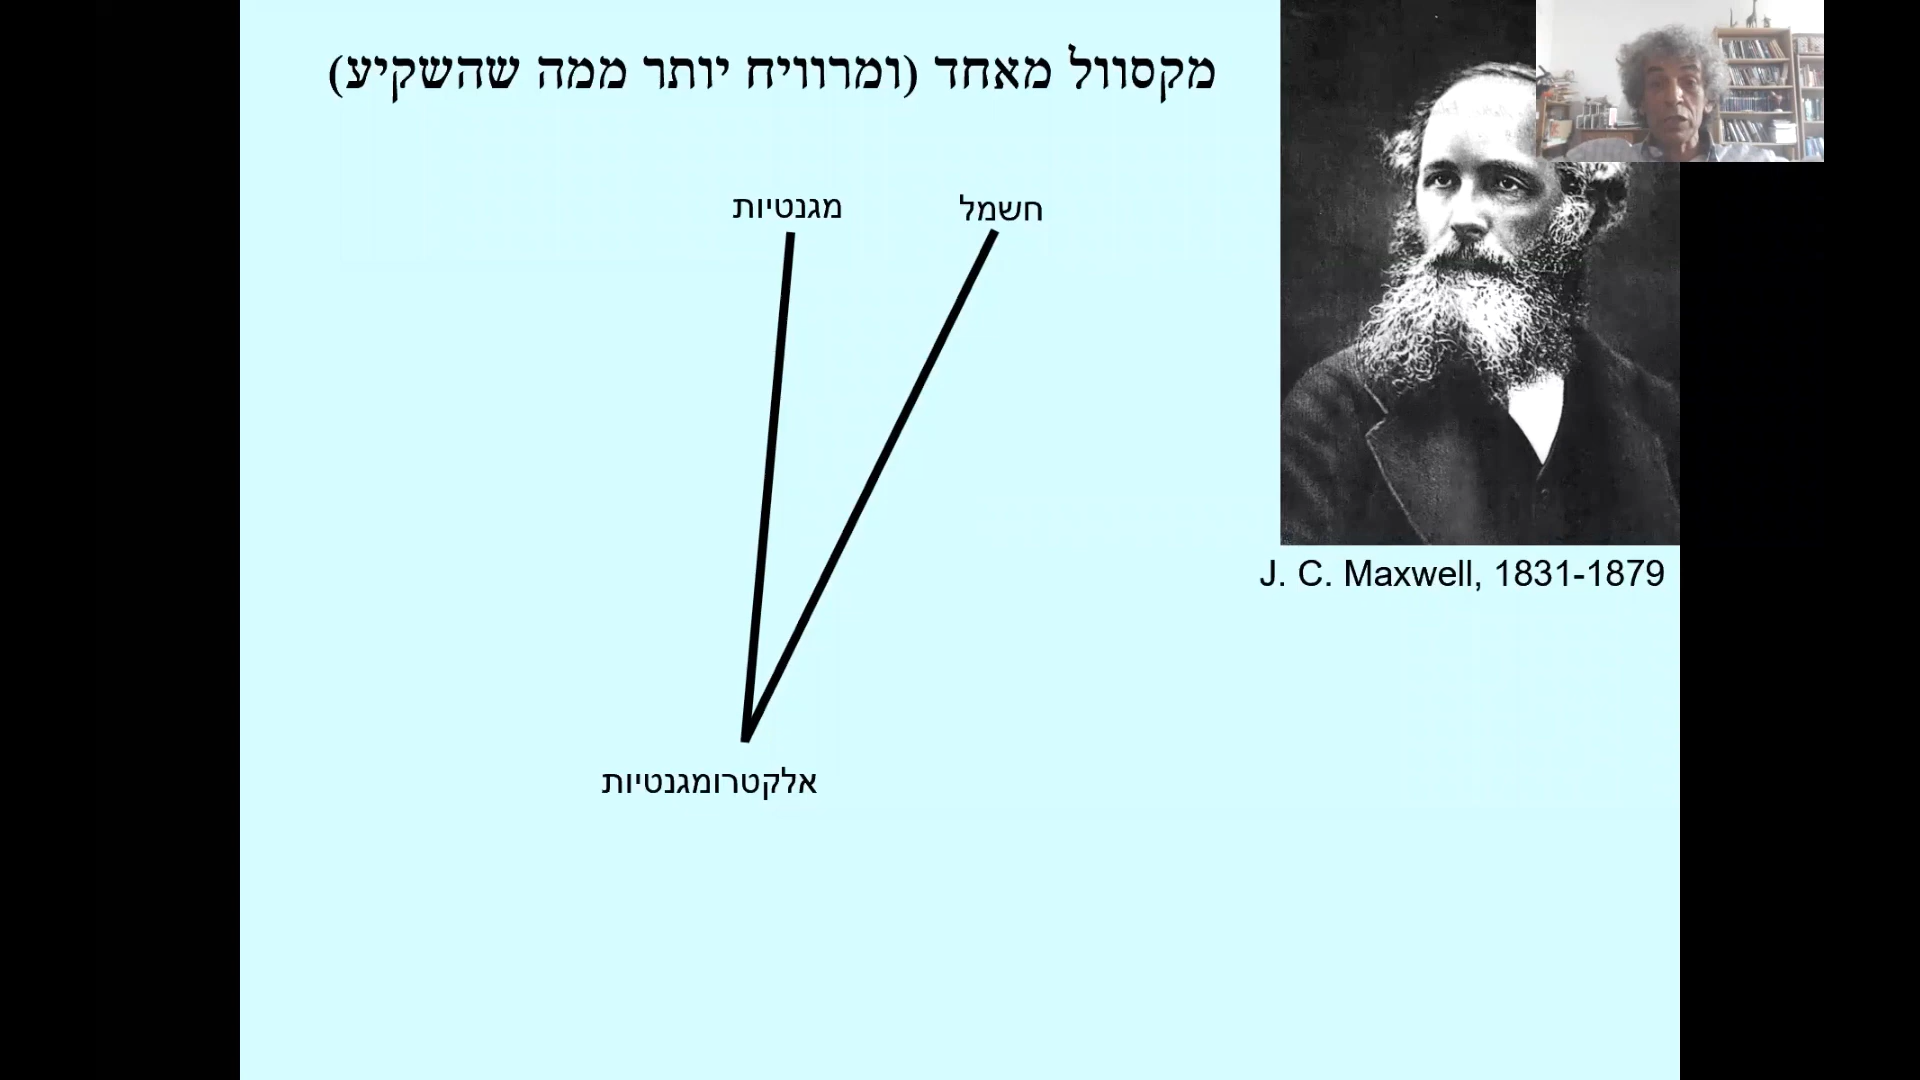 מקסוול מאחד (ומרוויח יותר ממה שהשקיע)
חשמל
מגנטיות
J. C. Maxwell, 1831-1879
אלקטרומגנטיות